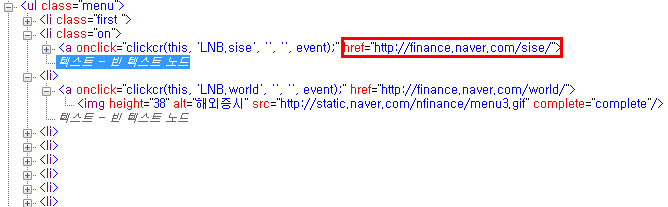 <ul class="menu">
<li class="first ">
<li class="on">
<a onclick="clickcr(this, 'LNB.sise', '', '', event);" href="http://finance.naver.com/sise/">
텍스트 - 빈 텍스트 노드
<li>
<a onclick="clickcr(this, 'LNB.world', '', '', event);" href="http://finance.naver.com/world/">
<img height="38" alt="해외증시" src="http://static.naver.com/nfinance/menu3.gif" complete="complete"/>
텍스트 - 빈 텍스트 노드
<li>
<li>
<li>
<li>
<li>
<li>